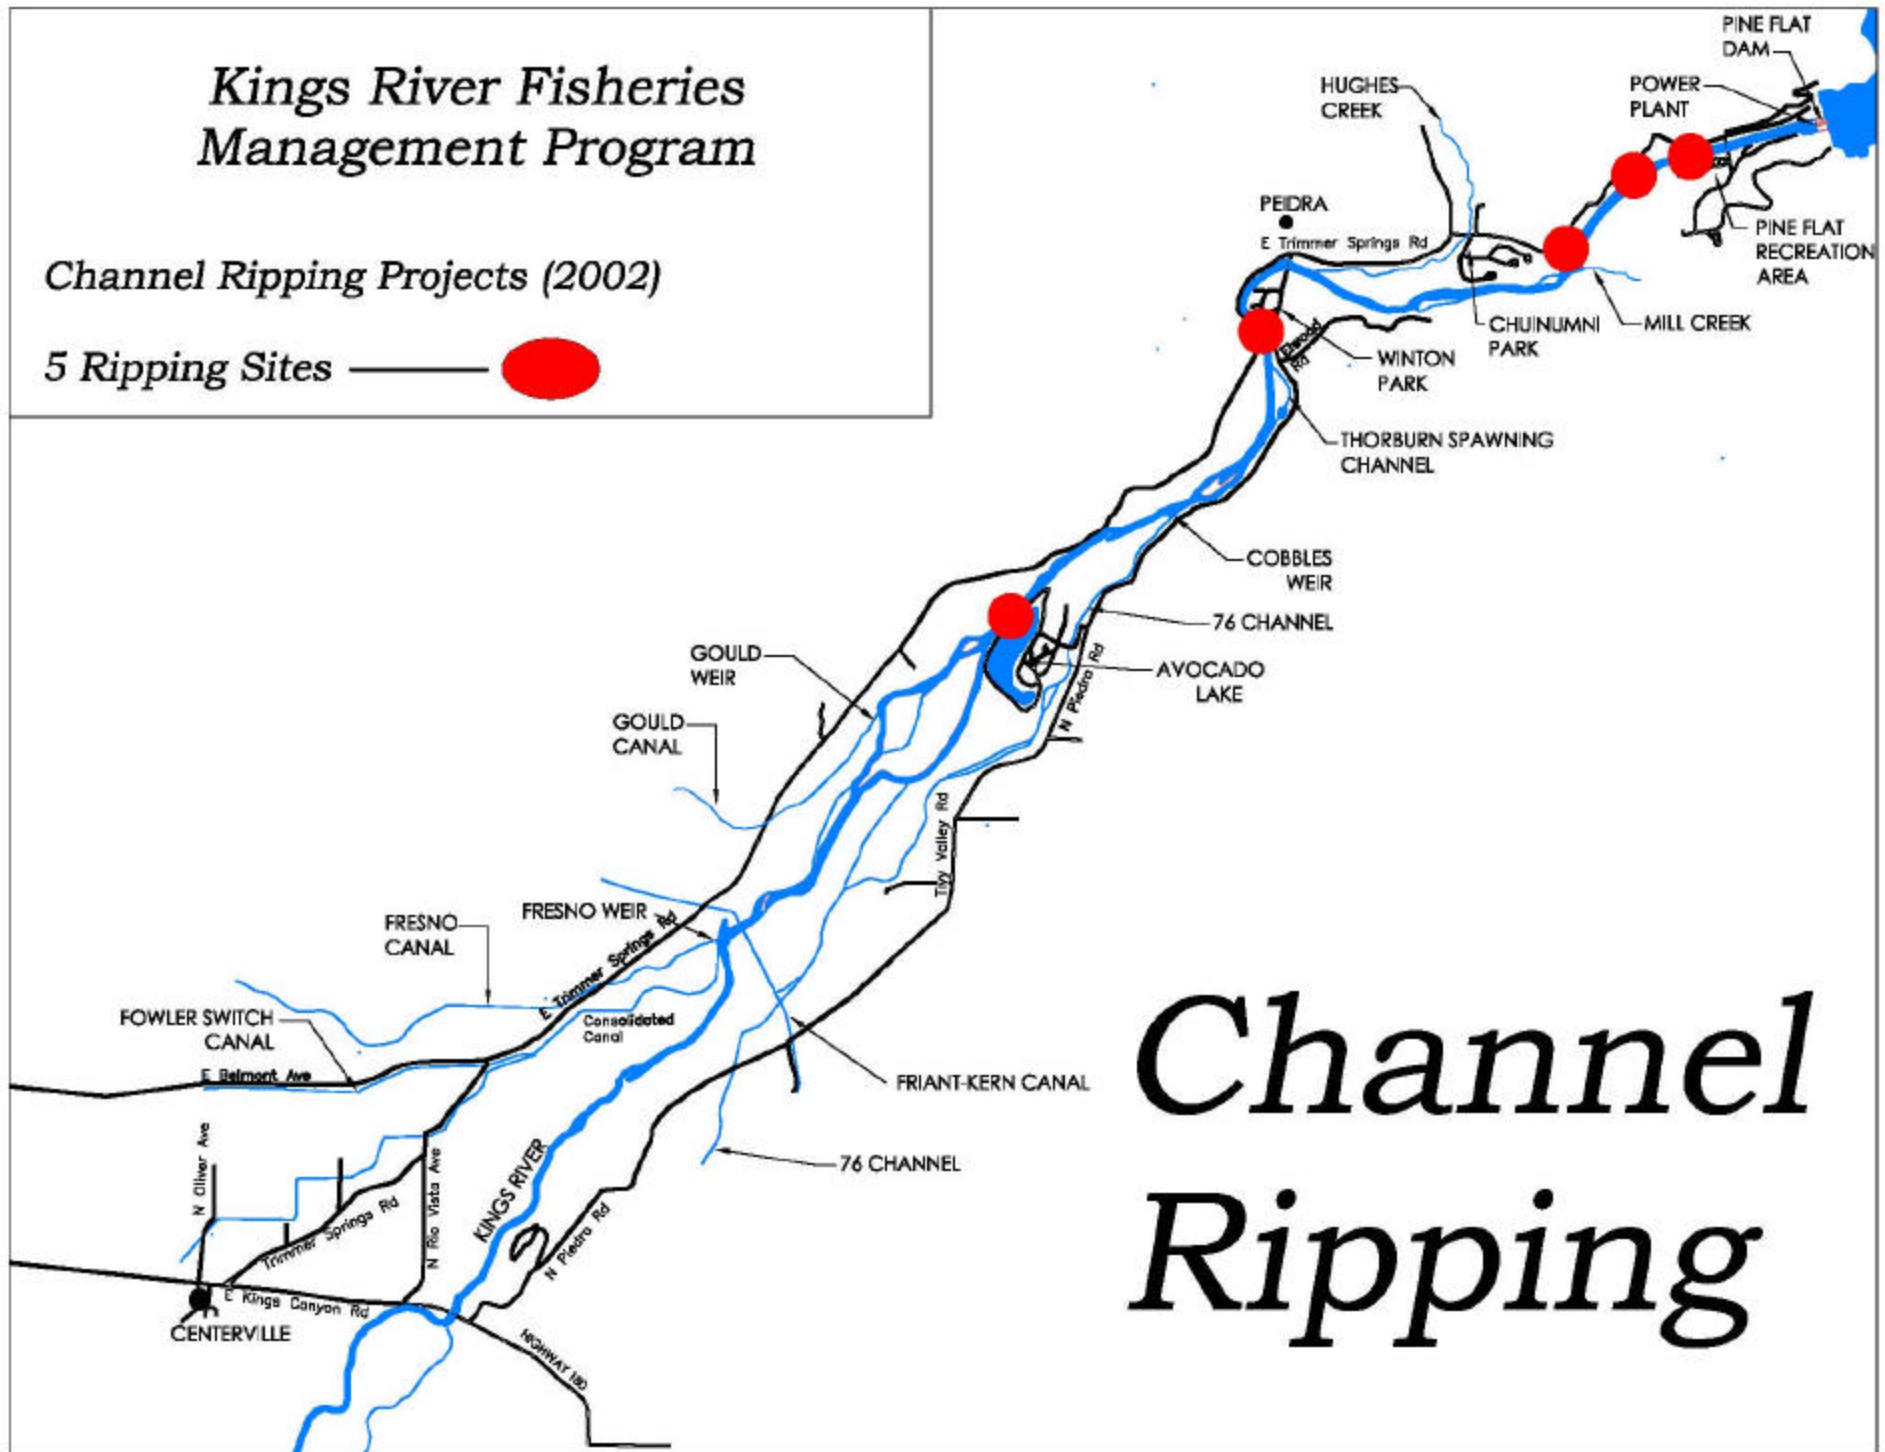 Kings River Fisheries
Management Program
Channel Ripping Projects (2002)
5 Ripping Sites
PINE FLAT
DAM
POWER
PLANT
HUGHES
CREEK
PEIDRA
E Trimmer Springs Rd
PINE FLAT
RECREATION
AREA
CHUINUMNI
PARK
MILL CREEK
Elwood
Rd
WINTON
PARK
THORBURN SPAWNING
CHANNEL
COBBLES
WEIR
76 CHANNEL
AVOCADO
LAKE
N Piedra Rd
GOULD
WEIR
GOULD
CANAL
Tivy Valley Rd
FRESNO WEIR
FRESNO
CANAL
E Trimmer Springs Rd
Consolidated
Canal
FOWLER SWITCH
CANAL
E Belmont Ave
FRIANT-KERN CANAL
76 CHANNEL
N Oliver Ave
Trimmer Springs Rd
N Rio Vista Ave
KINGS RIVER
N Piedra Rd
E Kings Canyon Rd
CENTERVILLE
HIGHWAY 180
Channel
Ripping